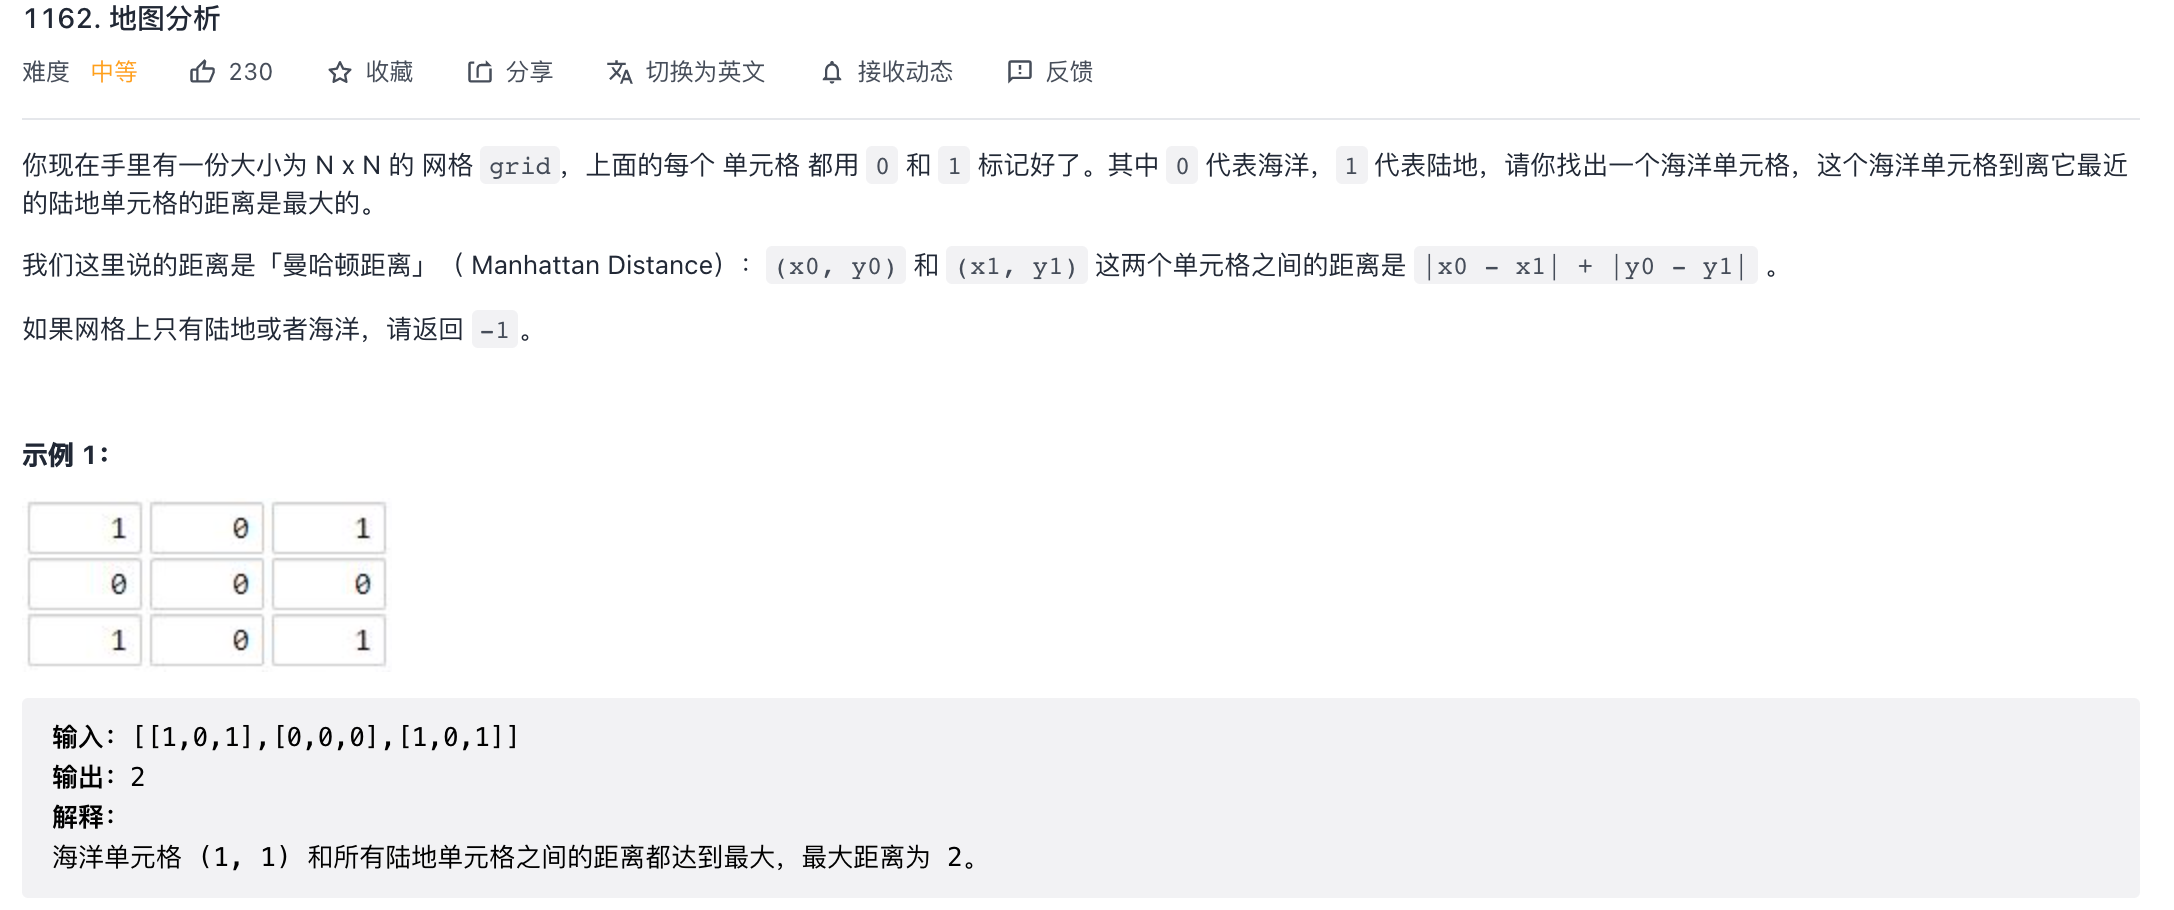 1162. 地图分析
难度 中等 230 收藏 分享 切换为英文 接收动态 反馈
你现在手里有一份大小为 N x N 的 网格 grid，上面的每个 单元格 都用 0 和 1 标记好了。其中 0 代表海洋， 1 代表陆地，请你找出一个海洋单元格，这个海洋单元格到离它最近
的陆地单元格的距离是最大的。
我们这里说的距离是「曼哈顿距离」（ Manhattan Distance）： (x0, y0) 和 (x1, y1) 这两个单元格之间的距离是 |x0 - x1| + |y0 - y1| 。
如果网格上只有陆地或者海洋，请返回 -1。
示例 1：
1 0 1
0 0 0
1 0 1
输入：[[1,0,1],[0,0,0],[1,0,1]]
输出：2
解释：
海洋单元格 (1, 1) 和所有陆地单元格之间的距离都达到最大，最大距离为 2。